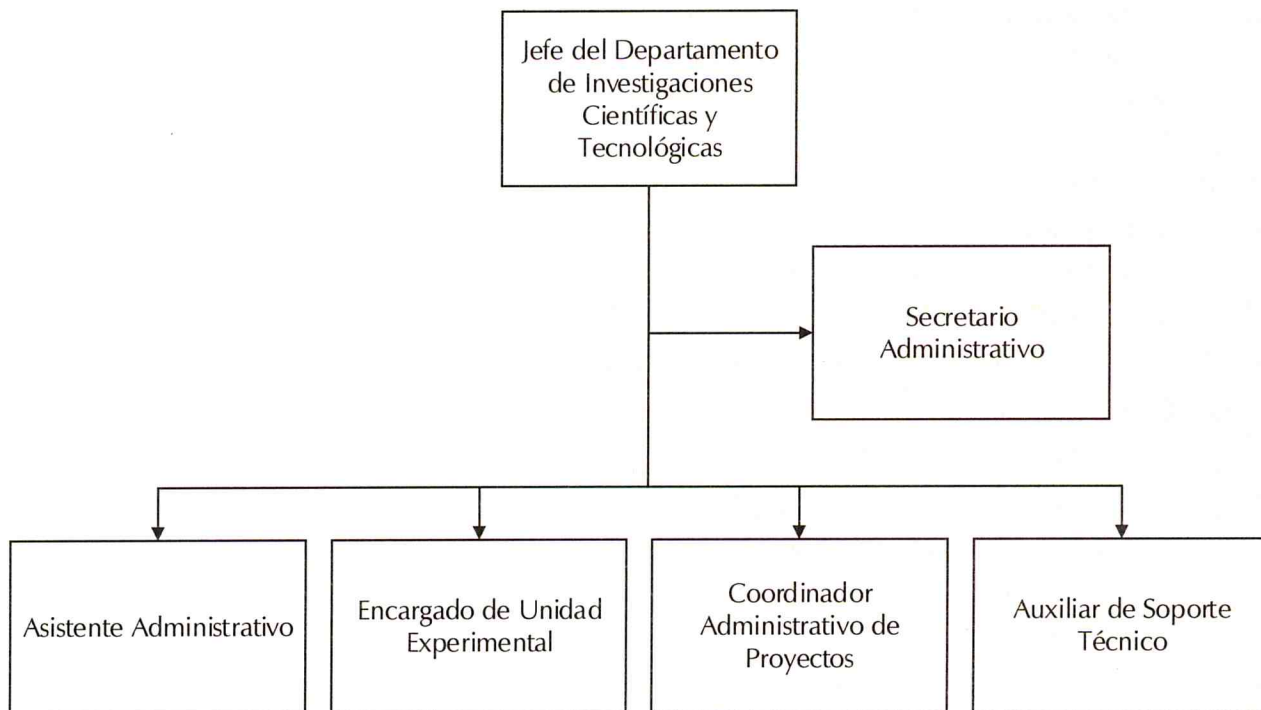 Jefe del Departamento
de Investigaciones
Científicas y
Tecnológicas
Secretario
Administrativo
Asistente Administrativo
Encargado de Unidad
Experimental
Coordinador
Administrativo de
Proyectos
Auxiliar de Soporte
Técnico